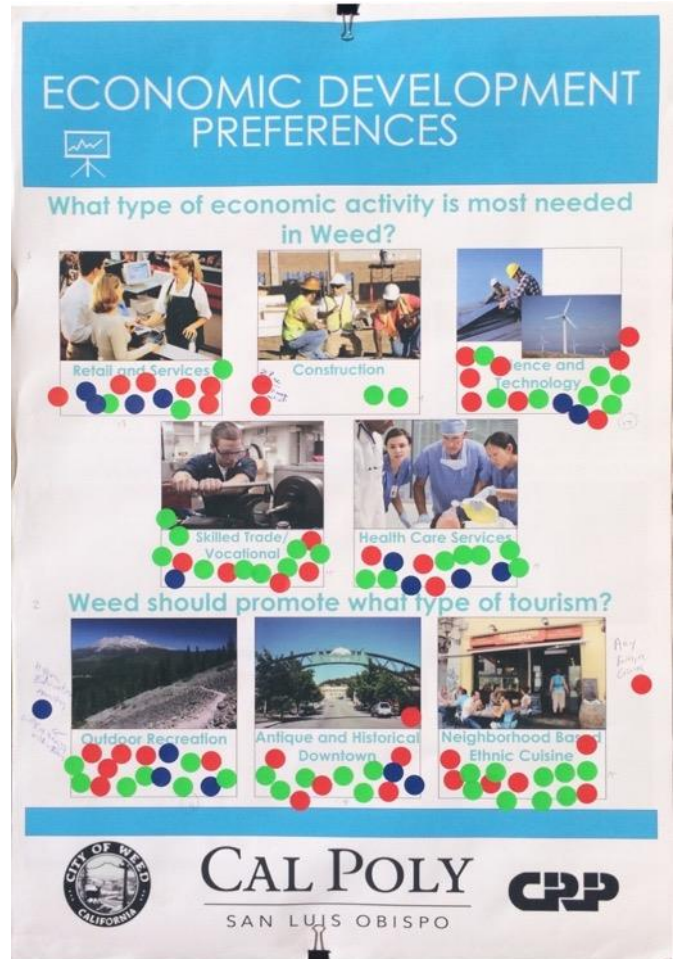 ECONOMIC DEVELOPMENT
PREFERENCES
What type of economic activity is most needed
in Weed?
Retail and Services
Construction
ience and
Technology
Skilled Trade/
Vocational
Health Care Services
Weed should promote what type of tourism?
Outdoor Recreation
Antique and Historical
Downtown
Neighborhood Based
Ethnic Cuisine
Any
CITY OF WEED
CALIFORNIA
CAL POLY
SAN LUIS OBISPO
CRP